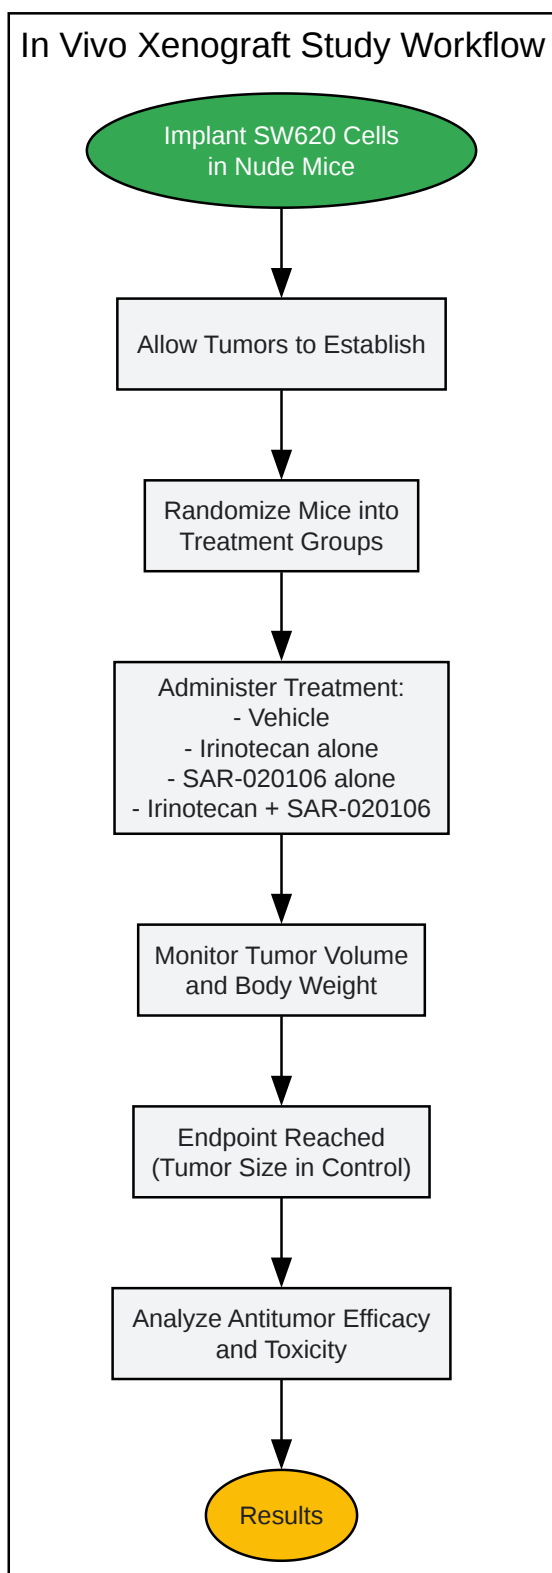 In Vivo Xenograft Study Workflow
Implant SW620 Cells
in Nude Mice
Allow Tumors to Establish
Randomize Mice into
Treatment Groups
Administer Treatment:
- Vehicle
- Irinotecan alone
- SAR-020106 alone
- Irinotecan + SAR-020106
Monitor Tumor Volume
and Body Weight
Endpoint Reached
(Tumor Size in Control)
Analyze Antitumor Efficacy
and Toxicity
Results